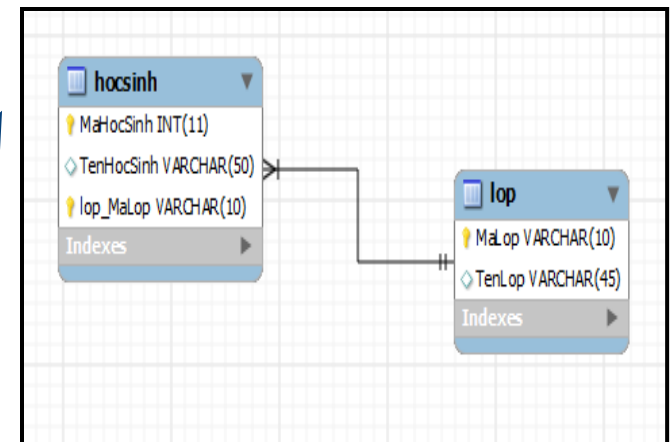 hocsinh
MaHocSinh INT(11)
TenHocSinh VARCHAR(50)
lop_MaLop VARCHAR(10)
Indexes
lop
MaLop VARCHAR(10)
TenLop VARCHAR(45)
Indexes